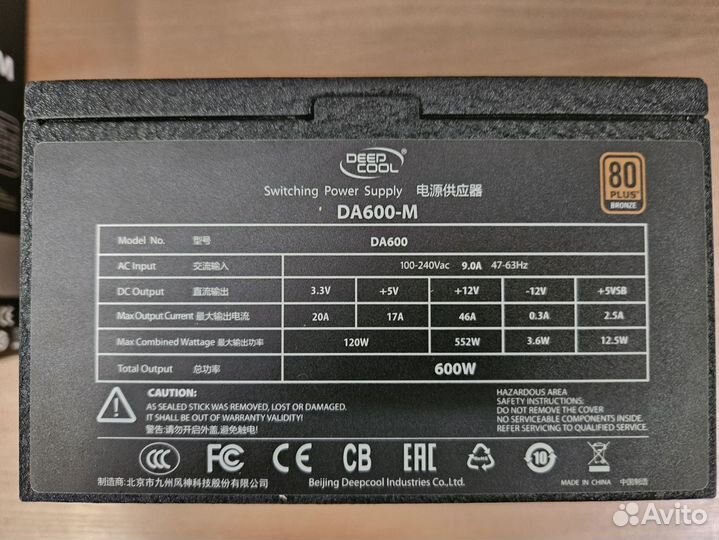 M
DEEP
COOL®
80
PLUS®
BRONZE
Switching Power Supply 电源供应器
DA600-M
Model No. 型号 DA600
AC Input 交流输入 100-240Vac 9.0A 47-63Hz
DC Output 直流输出 3.3V +5V +12V -12V +5VSB
Max Output Current 最大输出电流 20A 17A 46A 0.3A 2.5A
Max Combined Wattage 最大输出功率 120W 552W 3.6W 12.5W
Total Output 总功率 600W
CAUTION:
AS SEALED STICK WAS REMOVED, LOST OR DAMAGED.
IT SHALL BE OUT OF WARRANTY VALIDITY!
警告:请勿开启外盖,避免触电!
HAZARDOUS AREA
SAFETY INSTRUCTIONS:
DO NOT REMOVE THE COVER
NO SERVICEABLE COMPONENTS INSIDE.
REFER SERVICING TO QUALIFIED SERVICE.
CCC FC CE CB EAC RoHS 10
制造商:北京市九州风神科技股份有限公司 Beijing Deepcool Industries Co.,Ltd. MADE IN CHINA 中国制造
Avito